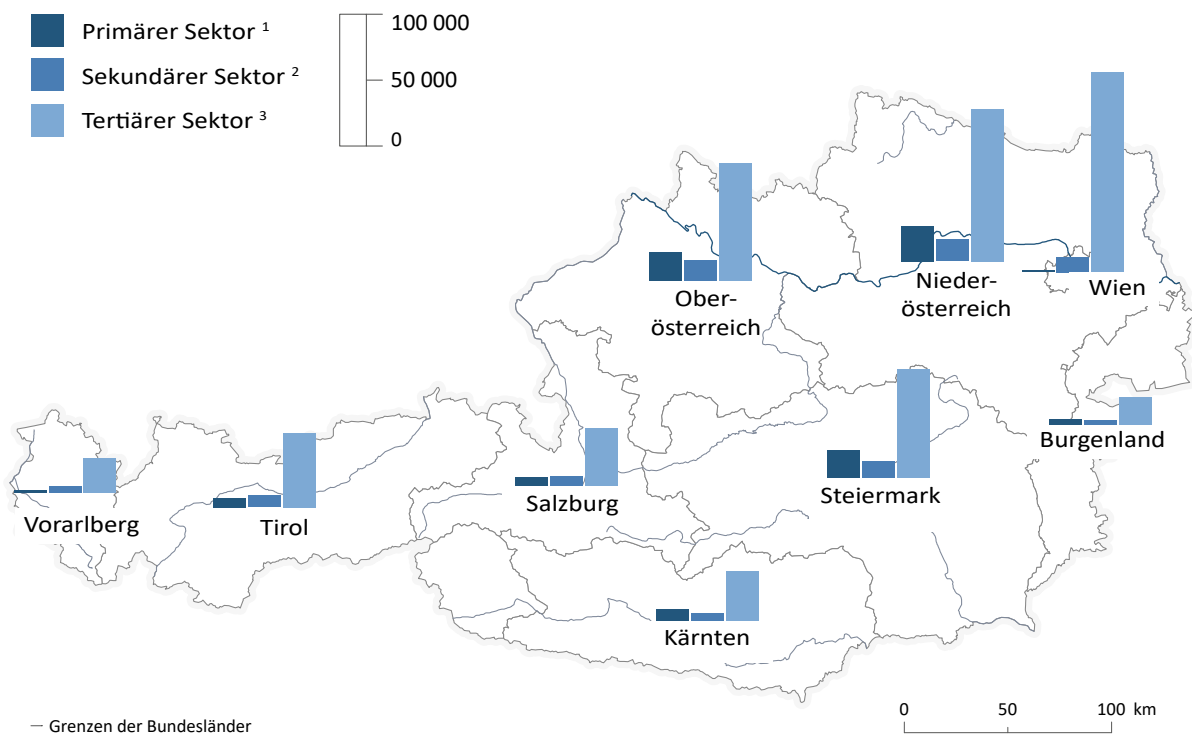 Primärer Sektor ¹
Sekundärer Sektor ²
Tertiärer Sektor ³
100 000
50 000
0
Ober-
österreich
Nieder-
österreich
Wien
Burgenland
Steiermark
Salzburg
Tirol
Vorarlberg
Kärnten
Grenzen der Bundesländer
0 50 100 km